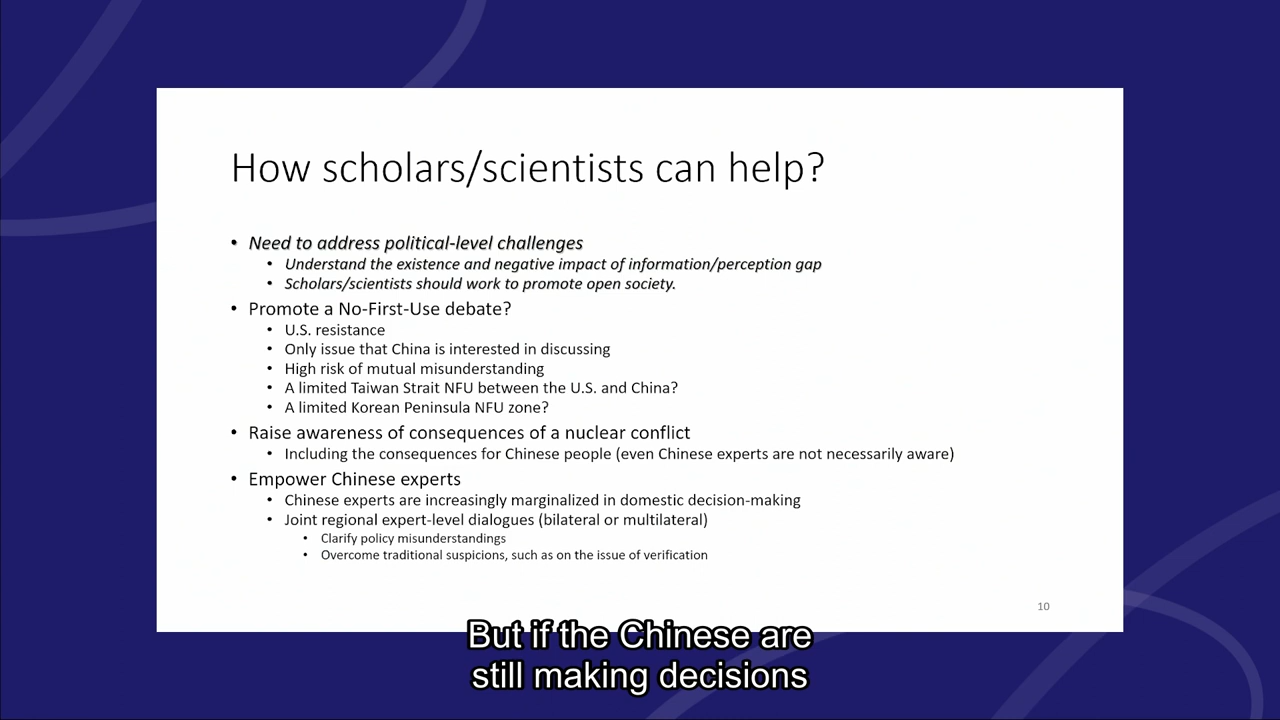 How scholars/scientists can help?
• Need to address political-level challenges
• Understand the existence and negative impact of information/perception gap
• Scholars/scientists should work to promote open society.
• Promote a No-First-Use debate?
• U.S. resistance
• Only issue that China is interested in discussing
• High risk of mutual misunderstanding
• A limited Taiwan Strait NFU between the U.S. and China?
• A limited Korean Peninsula NFU zone?
• Raise awareness of consequences of a nuclear conflict
• Including the consequences for Chinese people (even Chinese experts are not necessarily aware)
• Empower Chinese experts
• Chinese experts are increasingly marginalized in domestic decision-making
• Joint regional expert-level dialogues (bilateral or multilateral)
• Clarify policy misunderstandings
• Overcome traditional suspicions, such as on the issue of verification
10
But if the Chinese are
still making decisions